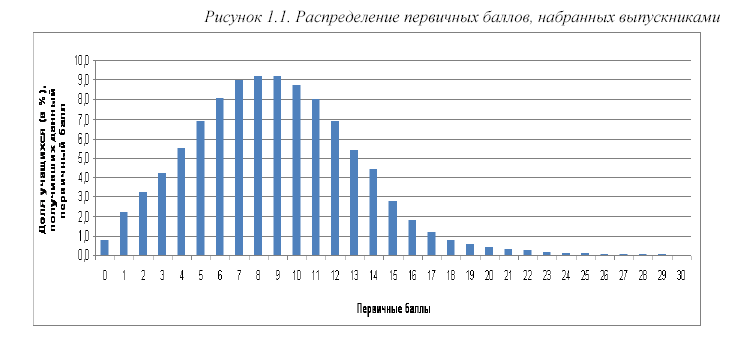 Рисунок 1.1. Распределение первичных баллов, набранных выпускниками
Доля учащихся (в %),
получивших данный
первичный балл
10,0
9,0
8,0
7,0
6,0
5,0
4,0
3,0
2,0
1,0
0,0
0 1 2 3 4 5 6 7 8 9 10 11 12 13 14 15 16 17 18 19 20 21 22 23 24 25 26 27 28 29 30
Первичные баллы